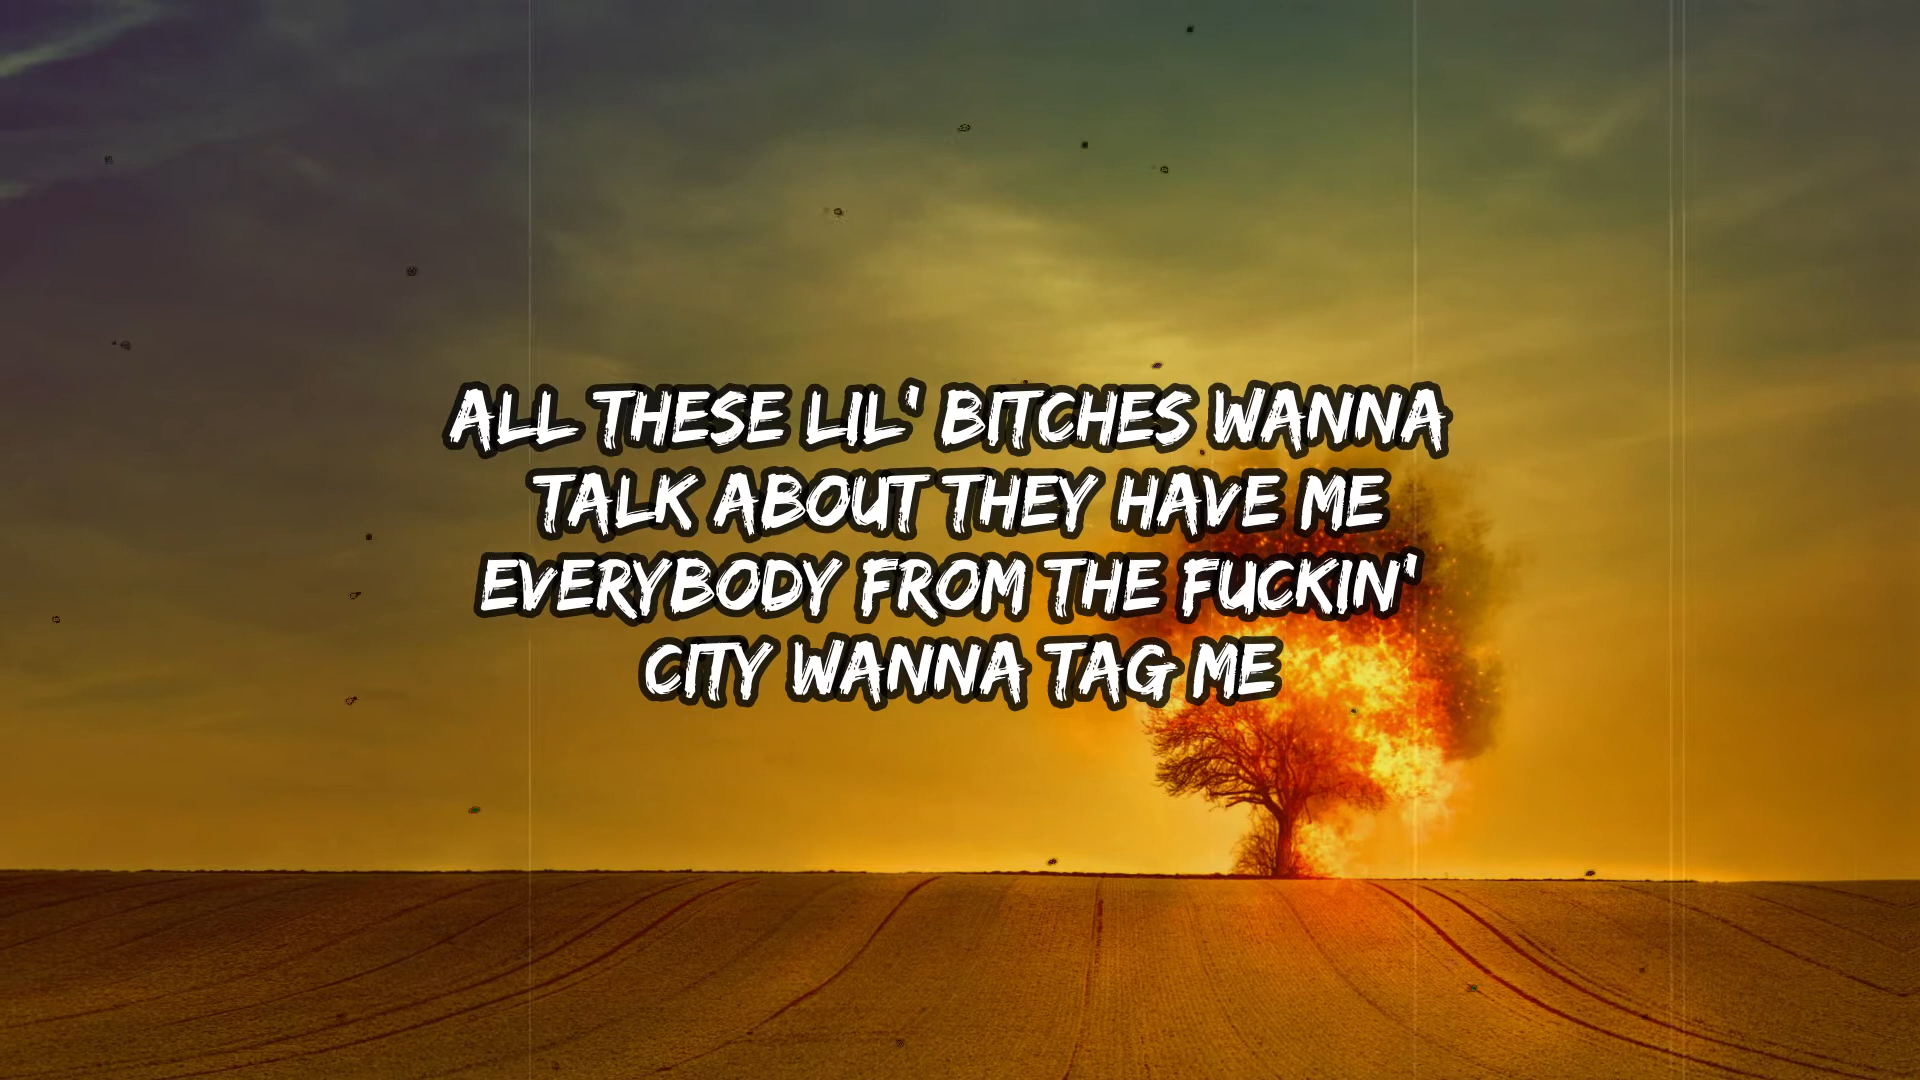 ALL THESE LIL' BITCHES WANNA
TALK ABOUT THEY HAVE ME
EVERYBODY FROM THE FUCKIN'
CITY WANNA TAG ME